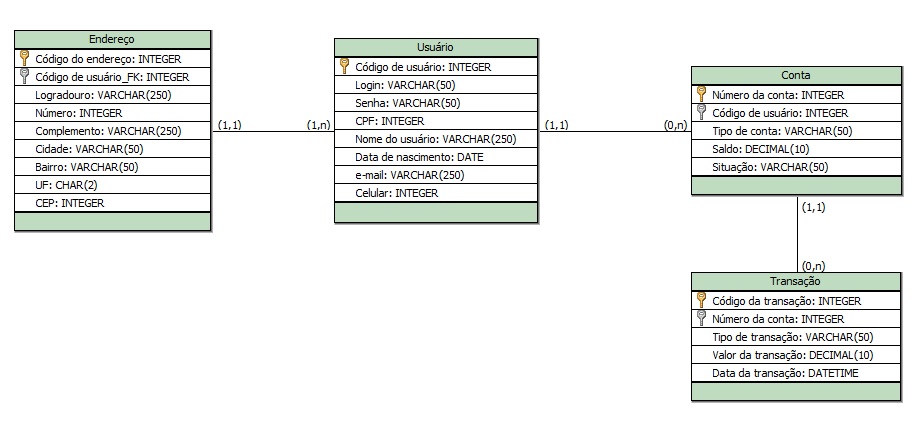 Endereço
Código do endereço: INTEGER
Código de usuário_FK: INTEGER
Logradouro: VARCHAR(250)
Número: INTEGER
Complemento: VARCHAR(250)
Cidade: VARCHAR(50)
Bairro: VARCHAR(50)
UF: CHAR(2)
CEP: INTEGER
(1,1)
(1,n)
Usuário
Código de usuário: INTEGER
Login: VARCHAR(50)
Senha: VARCHAR(50)
CPF: INTEGER
Nome do usuário: VARCHAR(250)
Data de nascimento: DATE
e-mail: VARCHAR(250)
Celular: INTEGER
(1,1)
(0,n)
Conta
Número da conta: INTEGER
Código de usuário: INTEGER
Tipo de conta: VARCHAR(50)
Saldo: DECIMAL(10)
Situação: VARCHAR(50)
(1,1)
(0,n)
Transação
Código da transação: INTEGER
Número da conta: INTEGER
Tipo de transação: VARCHAR(50)
Valor da transação: DECIMAL(10)
Data da transação: DATETIME